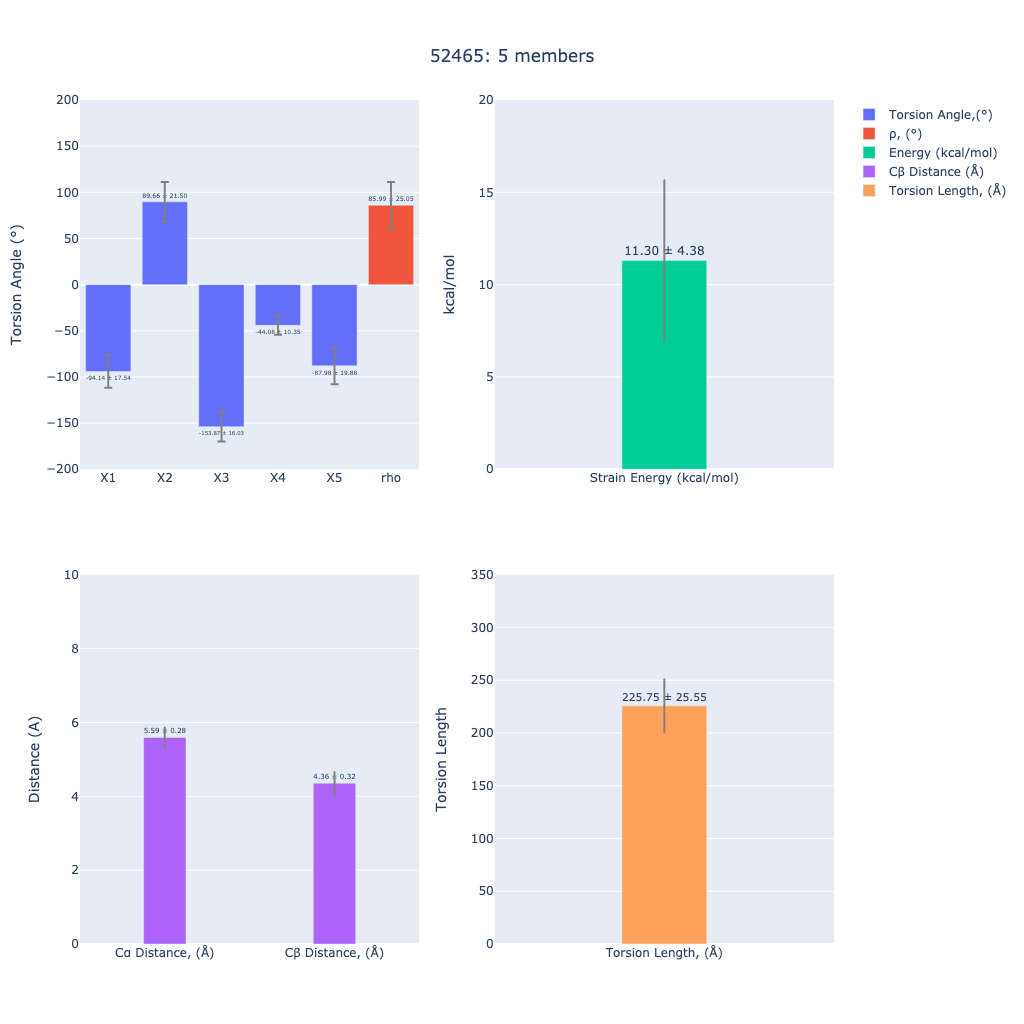 52465: 5 members
Torsion Angle (°)
200
150
100
50
0
−50
−100
−150
−200
-94.14 ± 17.54
89.66 ± 21.50
-153.87 ± 16.03
-44.08 ± 10.35
-87.98 ± 19.88
85.99 ± 25.05
X1 X2 X3 X4 X5 rho
kcal/mol
20
15
10
5
0
11.30 ± 4.38
Strain Energy (kcal/mol)
Torsion Angle,(°)
ρ, (°)
Energy (kcal/mol)
Cβ Distance (Å)
Torsion Length, (Å)
Distance (A)
10
8
6
4
2
0
5.59 ± 0.28
4.36 ± 0.32
Cα Distance, (Å) Cβ Distance, (Å)
Torsion Length
350
300
250
200
150
100
50
0
225.75 ± 25.55
Torsion Length, (Å)